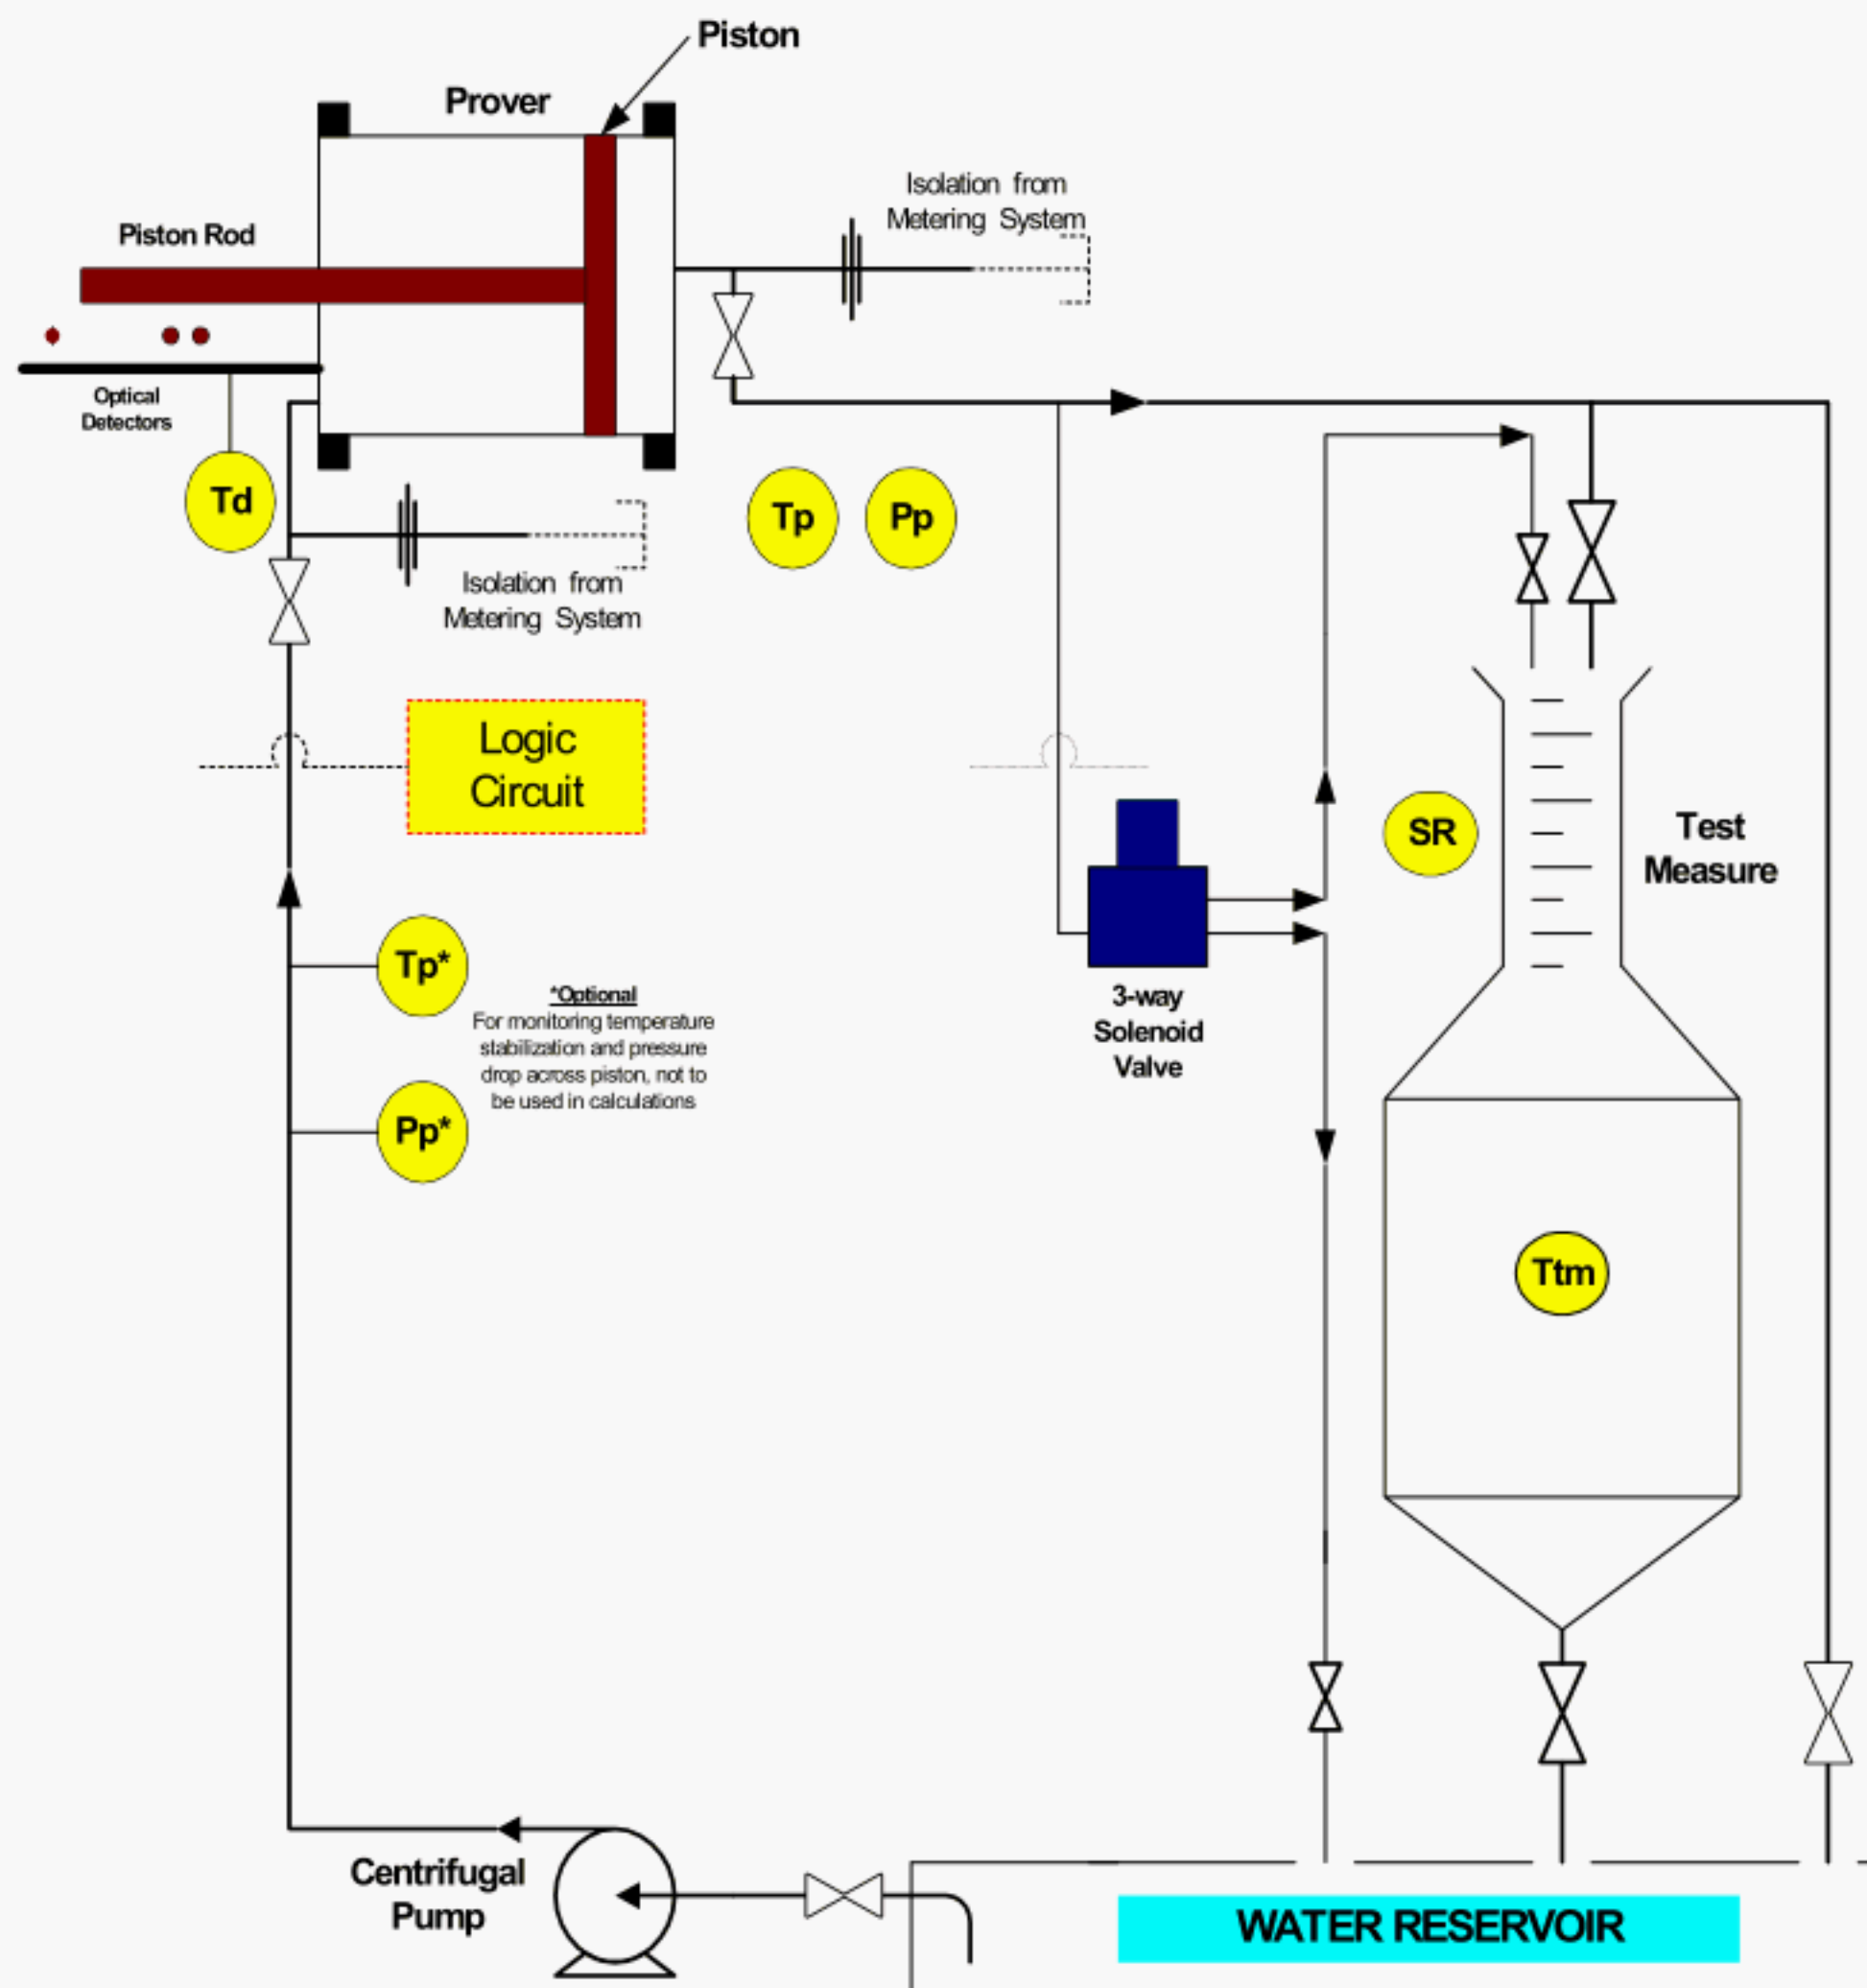 Piston
Prover
Isolation from
Metering System
Piston Rod
Optical
Detectors
Td
Tp
Pp
Isolation from
Metering System
Logic
Circuit
SR
Test
Measure
Tp*
*Optional
For monitoring temperature
stabilization and pressure
drop across piston, not to
be used in calculations
Pp*
3-way
Solenoid
Valve
Ttm
Centrifugal
Pump
WATER RESERVOIR